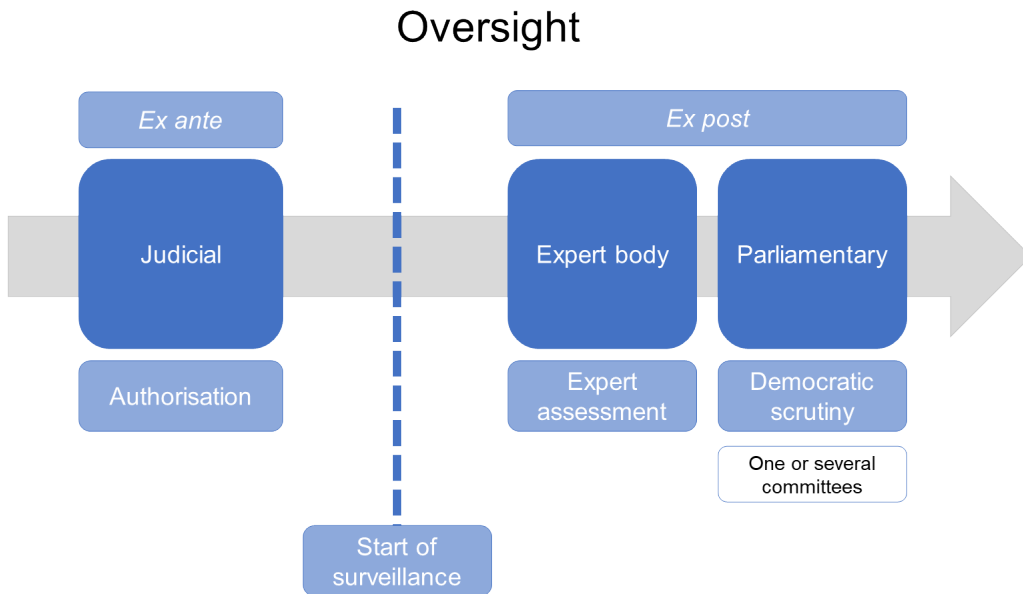 Oversight
Ex ante
Ex post
Judicial
Expert body
Parliamentary
Authorisation
Expert
assessment
Democratic
scrutiny
One or several
committees
Start of
surveillance